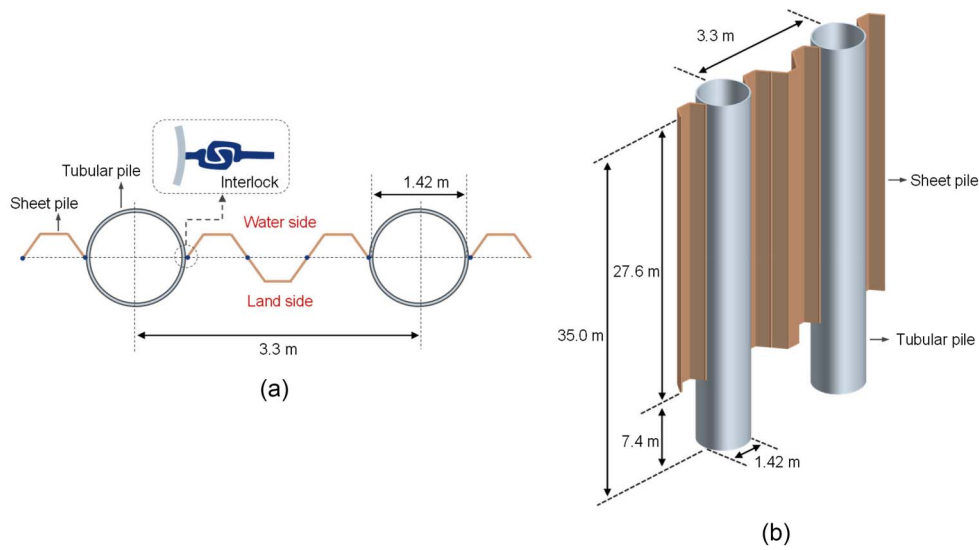 Tubular pile
Sheet pile
Interlock
Water side
Land side
1.42 m
3.3 m
(a)
3.3 m
Sheet pile
27.6 m
35.0 m
Tubular pile
7.4 m
1.42 m
(b)